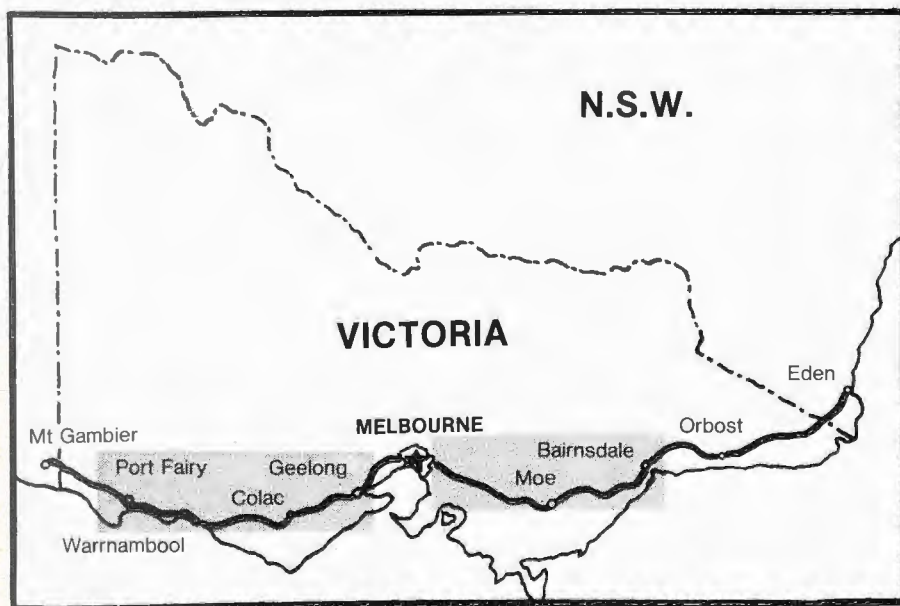 N.S.W.
VICTORIA
Eden
MELBOURNE
Orbost
Mt Gambier
Bairnsdale
Port Fairy
Geelong
Moe
Colac
Warrnambool